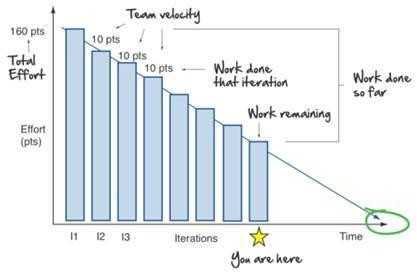 160 pts
Total
Effort
Team velocity
10 pts
10 pts
10 pts
Work done
that iteration
Work done
so far
Work remaining
Effort
(pts)
I1
I2
I3
Iterations
Time
You are here